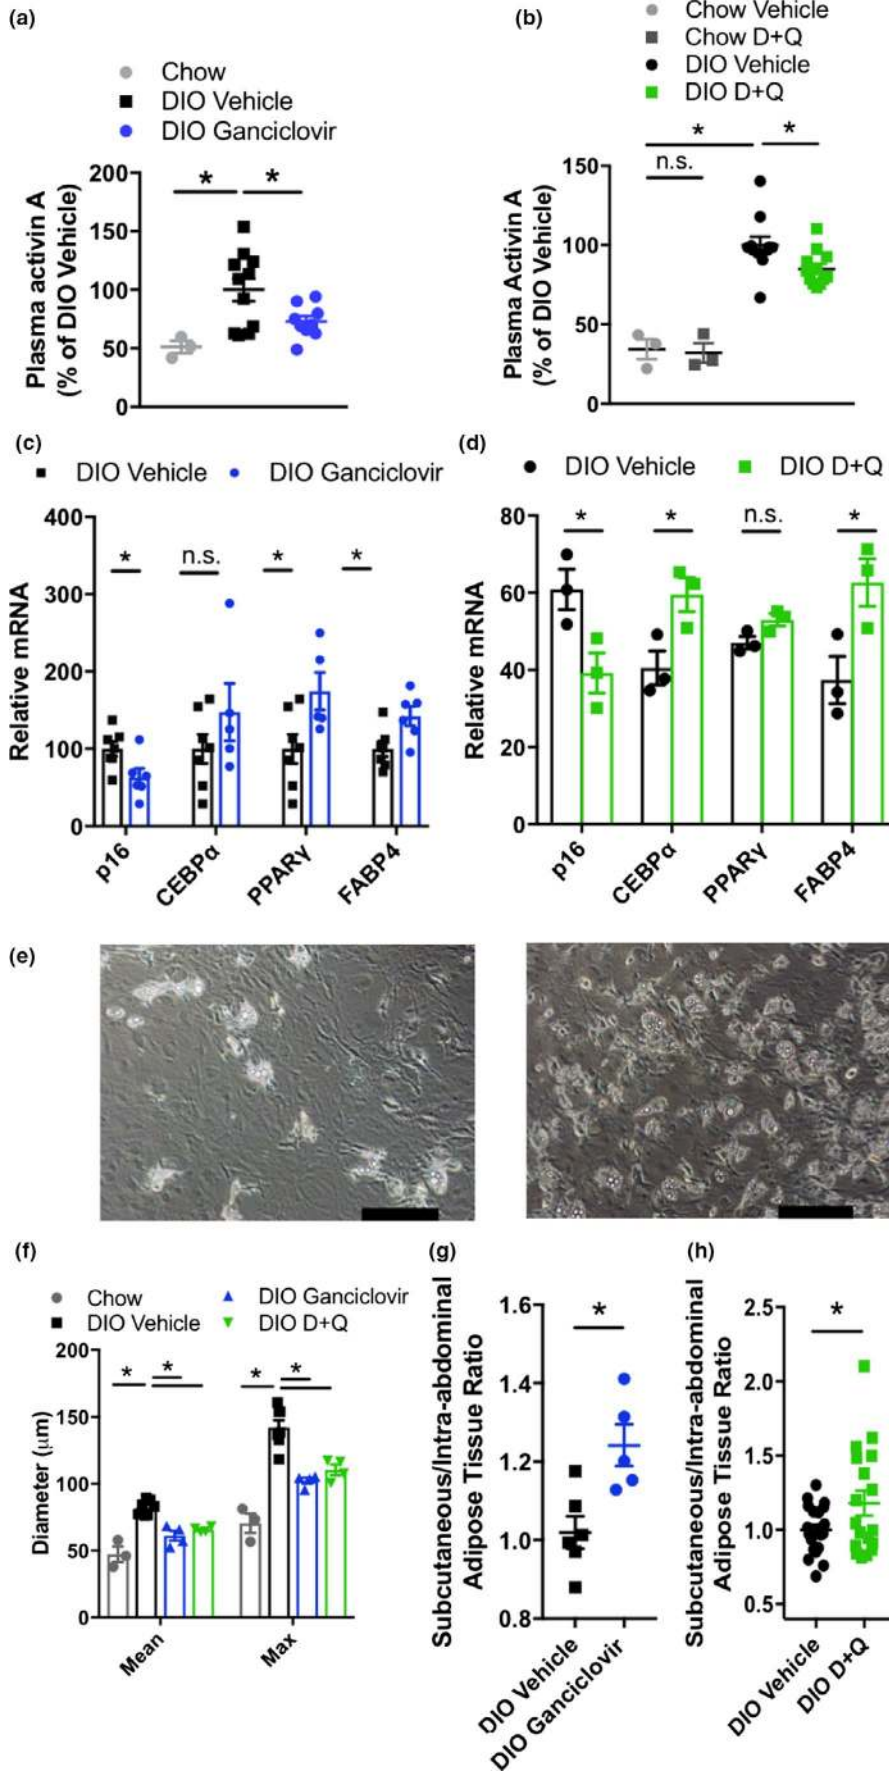 (a)
Chow
DIO Vehicle
DIO Ganciclovir
Plasma activin A
(% of DIO Vehicle)
200
150
100
50
0
* *
(b)
Chow Vehicle
Chow D+Q
DIO Vehicle
DIO D+Q
Plasma Activin A
(% of DIO Vehicle)
150
100
50
0
* *
n.s.
(c)
DIO Vehicle DIO Ganciclovir
Relative mRNA
400
300
200
100
0
* n.s. * *
p16 CEBPα PPARγ FABP4
(d)
DIO Vehicle DIO D+Q
Relative mRNA
80
60
40
20
0
* * n.s. *
p16 CEBPα PPARγ FABP4
(e)
(f)
Chow DIO Ganciclovir
DIO Vehicle DIO D+Q
Diameter (µm)
200
150
100
50
0
* * * *
Mean Max
(g)
Subcutaneous/Intra-abdominal
Adipose Tissue Ratio
1.6
1.4
1.2
1.0
0.8
*
DIO Vehicle
DIO Ganciclovir
(h)
Subcutaneous/Intra-abdominal
Adipose Tissue Ratio
2.5
2.0
1.5
1.0
0.5
*
DIO Vehicle
DIO D+Q